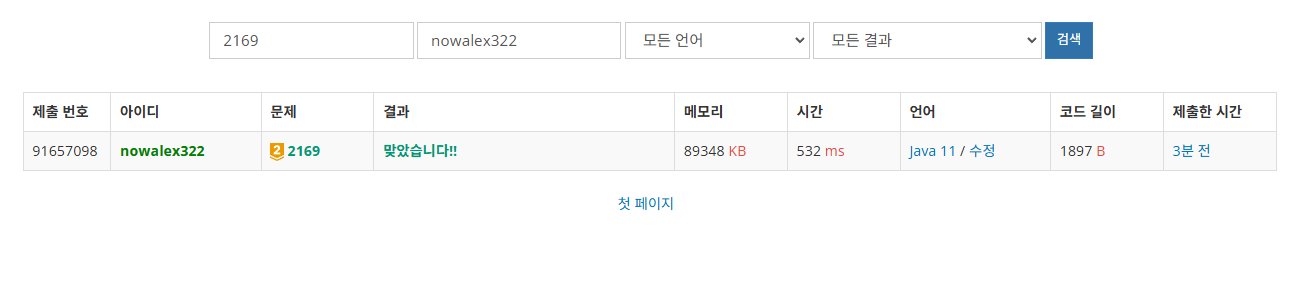 2169 nowalex322 모든 언어 모든 결과 검색
제출 번호 아이디 문제 결과 메모리 시간 언어 코드 길이 제출한 시간
91657098 nowalex322 2 2169 맞았습니다!! 89348 KB 532 ms Java 11 / 수정 1897 B 3분 전
첫 페이지